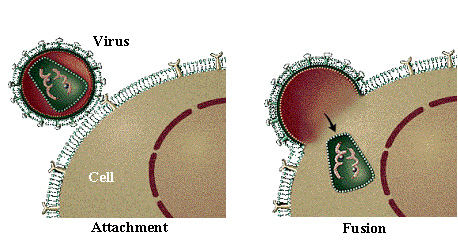 Virus
Cell
Attachment
Fusion